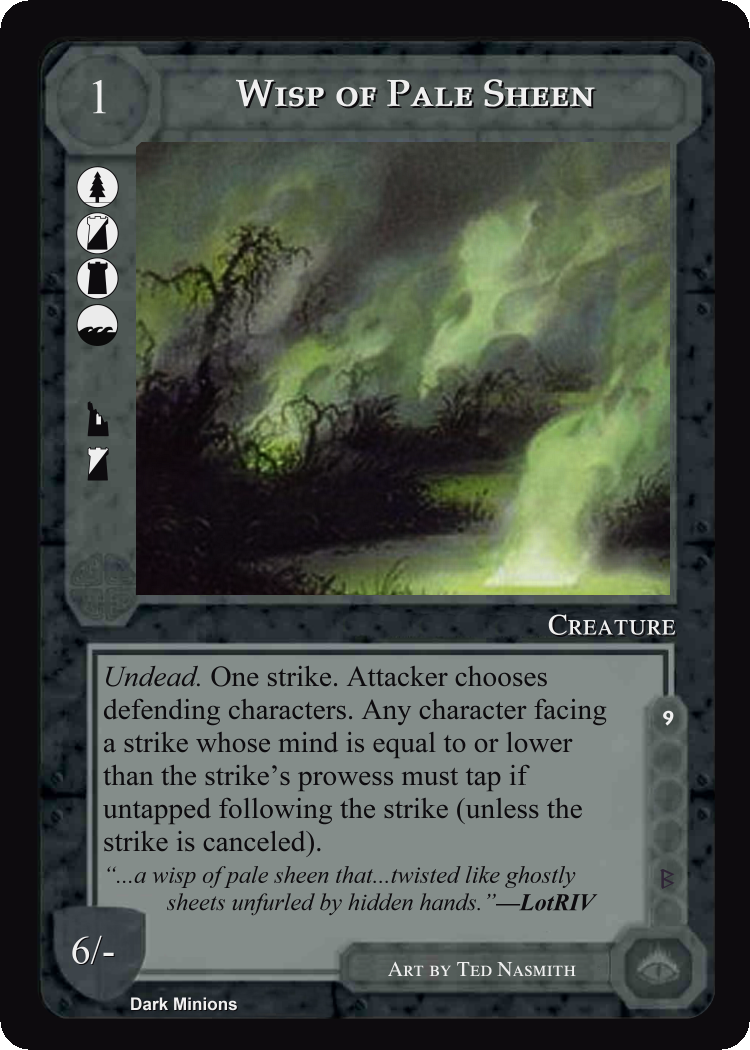 1
Wisp of Pale Sheen
Creature
Undead. One strike. Attacker chooses
defending characters. Any character facing
a strike whose mind is equal to or lower
than the strike's prowess must tap if
untapped following the strike (unless the
strike is canceled).
"...a wisp of pale sheen that...twisted like ghostly
sheets unfurled by hidden hands."—LotRIV
9
6/-
Art by Ted Nasmith
Dark Minions